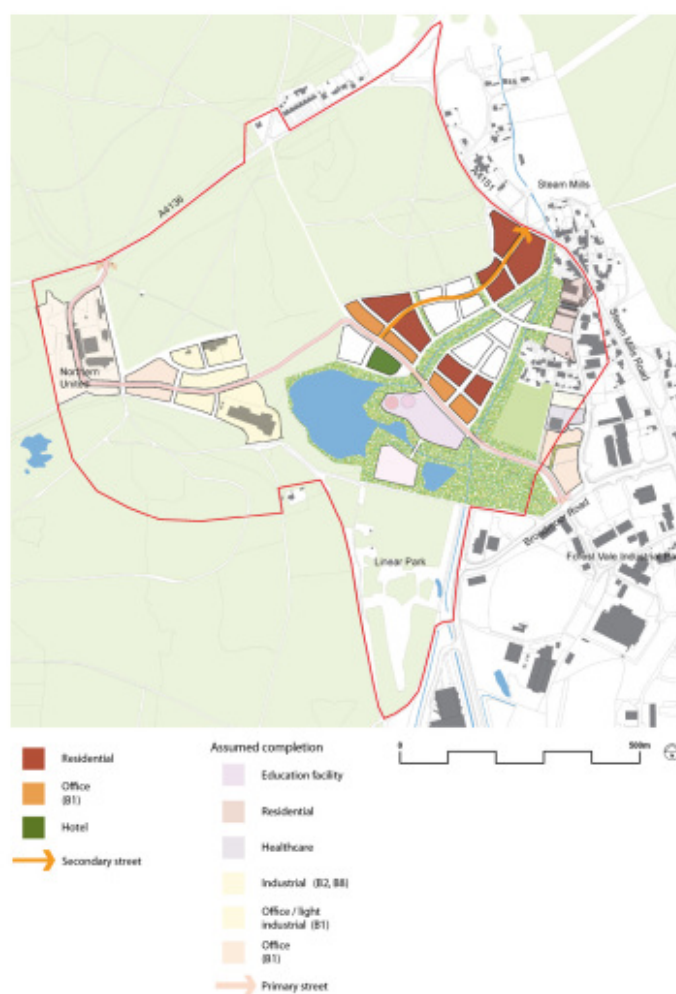 Steam Mills
A4151
A4136
Steam Mills Road
Northern
United
Linear Park
Forest Vale Industrial
Residential
Office
(B1)
Hotel
Secondary street
Assumed completion
Education facility
Residential
Healthcare
Industrial (B2, B8)
Office / light
industrial (B1)
Office
(B1)
Primary street
0
500m